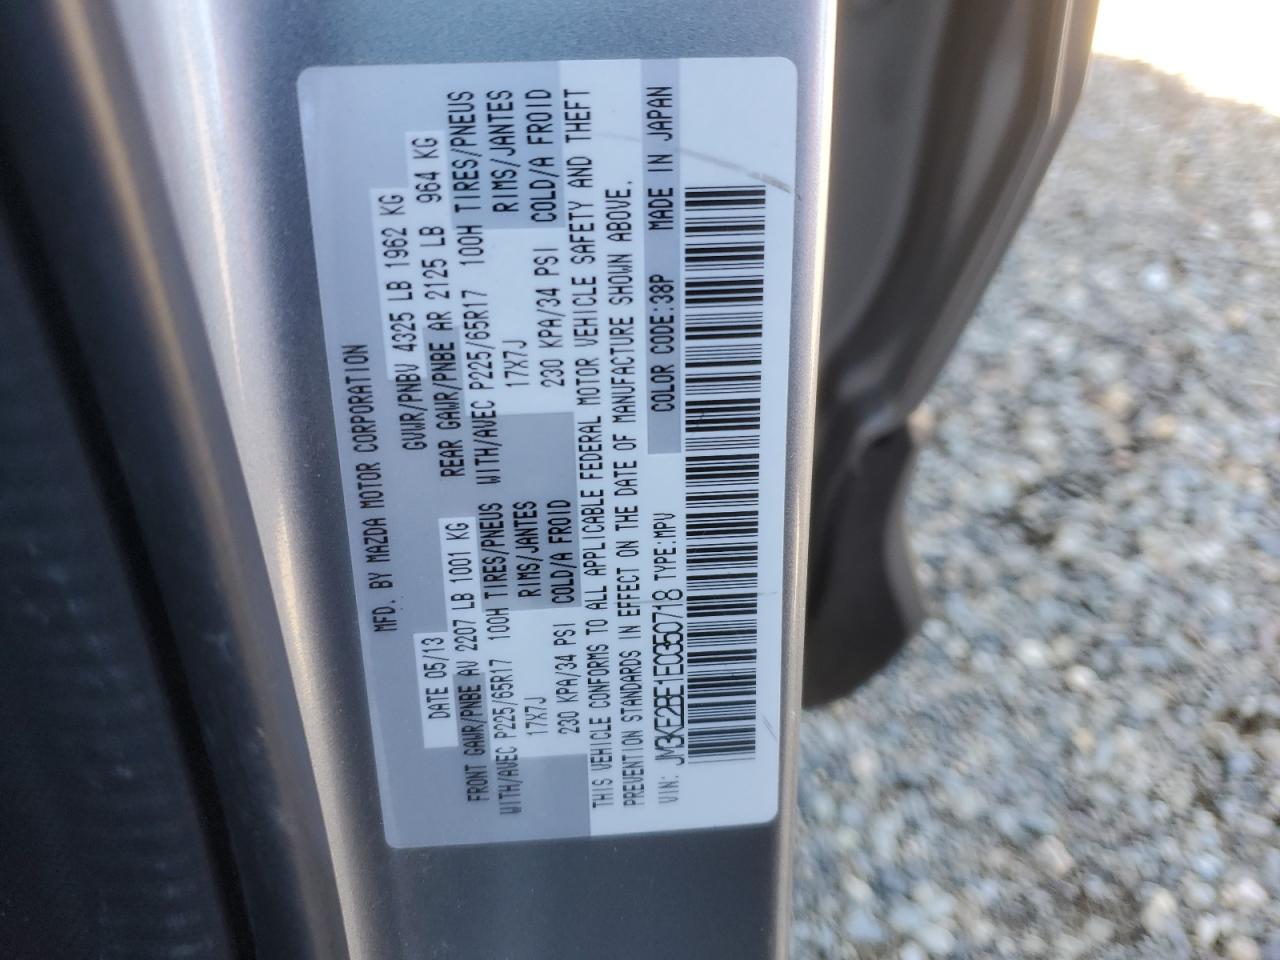 MFD. BY MAZDA MOTOR CORPORATION
DATE 05/13 GVWR/PNBV 4325 LB 1962 KG
FRONT GAWR/PNBE AV 2207 LB 1001 KG REAR GAWR/PNBE AR 2125 LB 964 KG
WITH/AVEC P225/65R17 100H TIRES/PNEUS WITH/AVEC P225/65R17 100H TIRES/PNEUS
17X7J RIMS/JANTES 17X7J RIMS/JANTES
230 KPA/34 PSI COLD/A FROID 230 KPA/34 PSI COLD/A FROID
THIS VEHICLE CONFORMS TO ALL APPLICABLE FEDERAL MOTOR VEHICLE SAFETY AND THEFT
PREVENTION STANDARDS IN EFFECT ON THE DATE OF MANUFACTURE SHOWN ABOVE.
VIN: JM3KE2BE1E0350718 TYPE:MPV COLOR CODE:38P MADE IN JAPAN